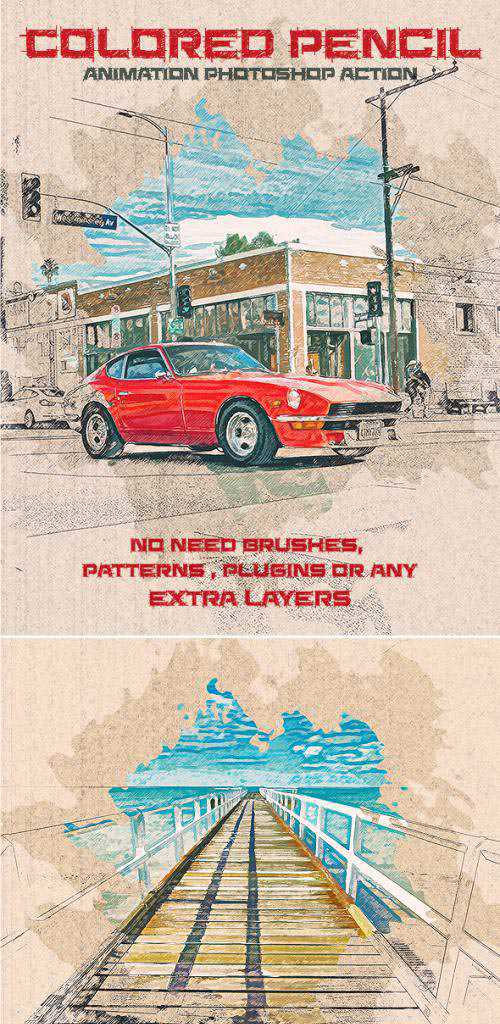 COLORED PENCIL
ANIMATION PHOTOSHOP ACTION
NO NEED BRUSHES,
PATTERNS , PLUGINS OR ANY
EXTRA LAYERS